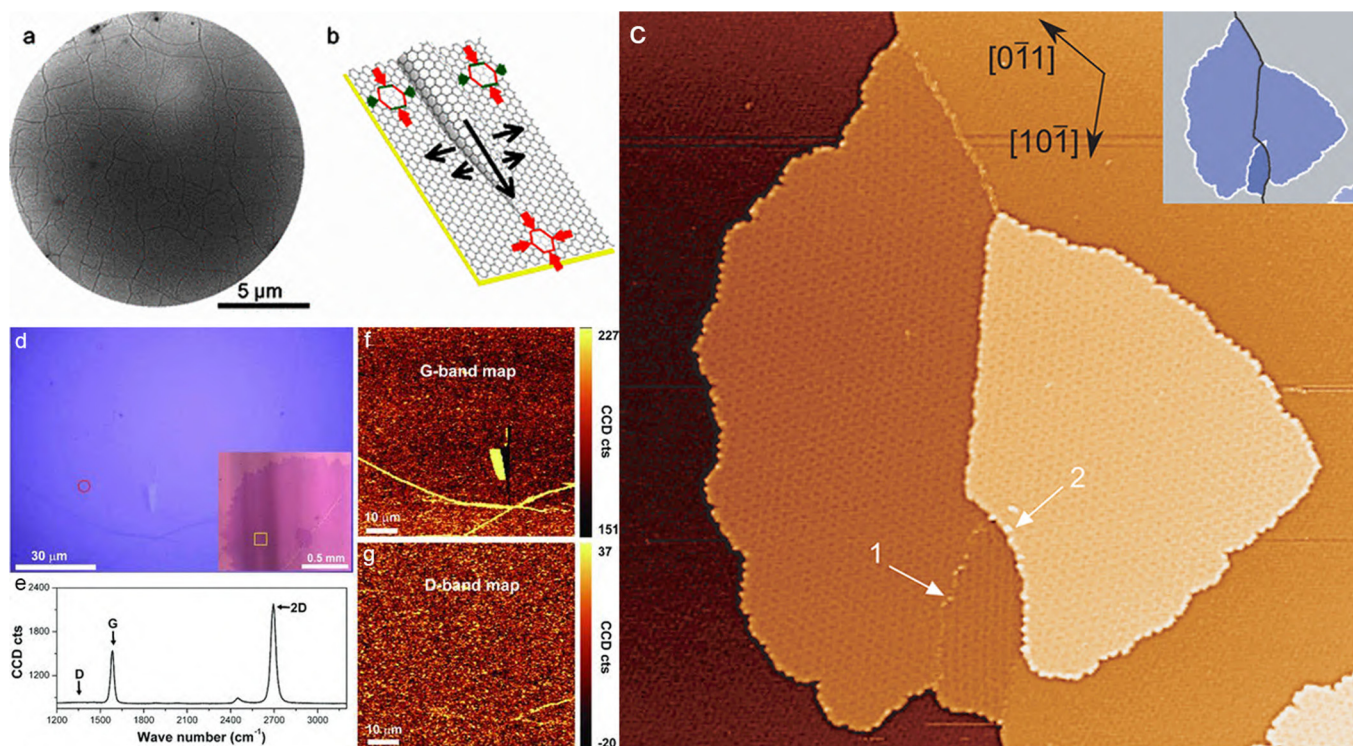 a
5 μm
b
c
[01̄1]
[101̄]
1
2
d
30 μm
0.5 mm
e
CCD cts
2400
1800
1200
D
G
2D
1200 1500 1800 2100 2400 2700 3000
Wave number (cm⁻¹)
f
G-band map
10 μm
227
CCD cts
151
g
D-band map
10 μm
37
CCD cts
-20